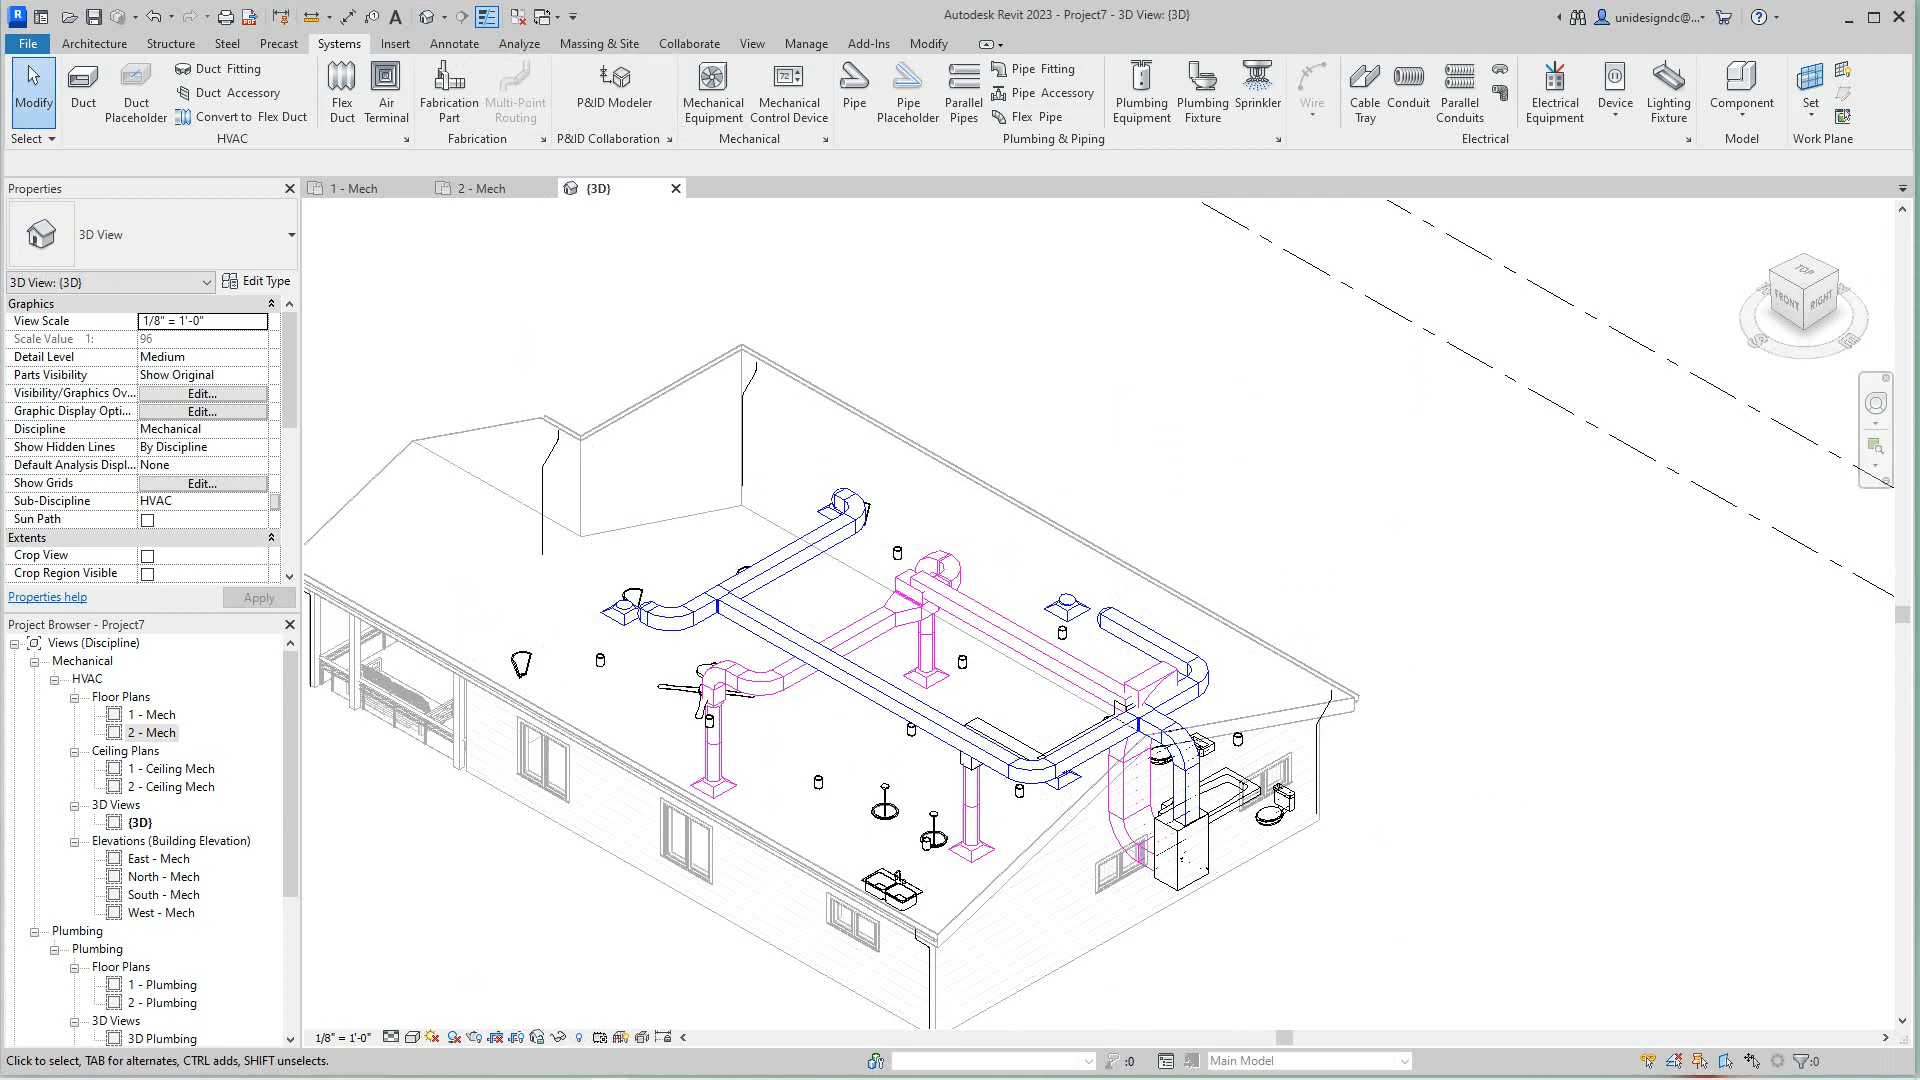 Autodesk Revit 2023 - Project7 - 3D View: {3D}
unidesigndc@...
File Architecture Structure Steel Precast Systems Insert Annotate Analyze Massing & Site Collaborate View Manage Add-Ins Modify
Modify
Duct
Duct Placeholder
Duct Fitting
Duct Accessory
Convert to Flex Duct
Flex Duct
Air Terminal
Fabrication Part
Multi-Point Routing
P&ID Modeler
Mechanical Equipment
Mechanical Control Device
Pipe
Pipe Placeholder
Parallel Pipes
Pipe Fitting
Pipe Accessory
Flex Pipe
Plumbing Equipment
Plumbing Fixture
Sprinkler
Wire
Cable Tray
Conduit
Parallel Conduits
Electrical Equipment
Device
Lighting Fixture
Component
Set
Select HVAC Fabrication P&ID Collaboration Mechanical Plumbing & Piping Electrical Model Work Plane
Properties
1 - Mech 2 - Mech {3D}
3D View
3D View: {3D} Edit Type
Graphics
View Scale 1/8" = 1'-0"
Scale Value 1: 96
Detail Level Medium
Parts Visibility Show Original
Visibility/Graphics Ov... Edit...
Graphic Display Opti... Edit...
Discipline Mechanical
Show Hidden Lines By Discipline
Default Analysis Displ... None
Show Grids Edit...
Sub-Discipline HVAC
Sun Path
Extents
Crop View
Crop Region Visible
Properties help Apply
Project Browser - Project7
Views (Discipline)
Mechanical
HVAC
Floor Plans
1 - Mech
2 - Mech
Ceiling Plans
1 - Ceiling Mech
2 - Ceiling Mech
3D Views
{3D}
Elevations (Building Elevation)
East - Mech
North - Mech
South - Mech
West - Mech
Plumbing
Plumbing
Floor Plans
1 - Plumbing
2 - Plumbing
3D Views
3D Plumbing
TOP
FRONT RIGHT
S E
1/8" = 1'-0"
Click to select, TAB for alternates, CTRL adds, SHIFT unselects.
:0
Main Model
:0